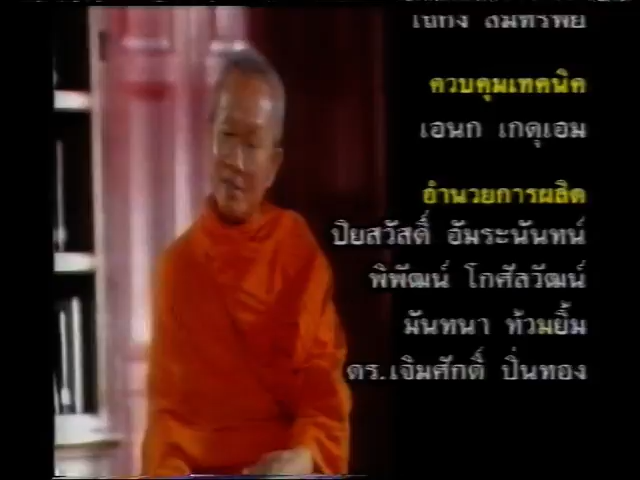 ควบคุมเทคนิค
เอนก เกตุเอม
อำนวยการผลิต
ปิยสวัสดิ์ อัมระนันทน์
พิพัฒน์ โกศัลวัฒน์
มันทนา ท้วมยิ้ม
ดร.เจิมศักดิ์ ปิ่นทอง